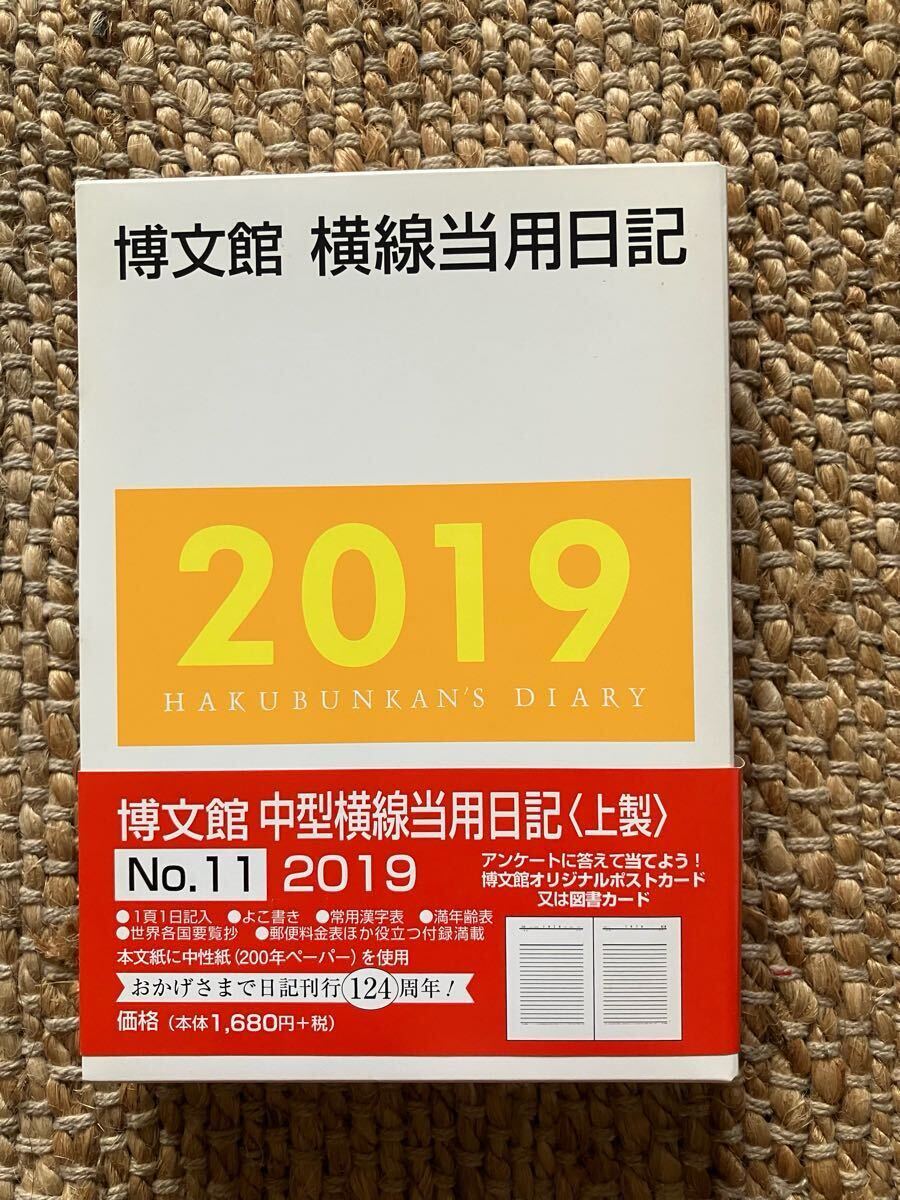 博文館 横線当用日記
2019
HAKUBUNKAN'S DIARY
博文館 中型横線当用日記〈上製〉
No.11 2019
アンケートに答えて当てよう！
博文館オリジナルポストカード
又は図書カード
●1頁1日記入 ●よこ書き ●常用漢字表 ●満年齢表
●世界各国要覧抄 ●郵便料金表ほか役立つ付録満載
本文紙に中性紙（200年ペーパー）を使用
おかげさまで日記刊行124周年！
価格（本体1,680円+税）